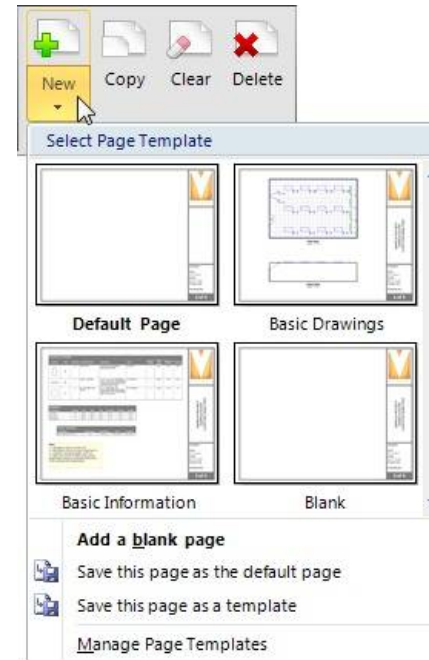 New Copy Clear Delete
Select Page Template
Default Page Basic Drawings
Basic Information Blank
Add a blank page
Save this page as the default page
Save this page as a template
Manage Page Templates